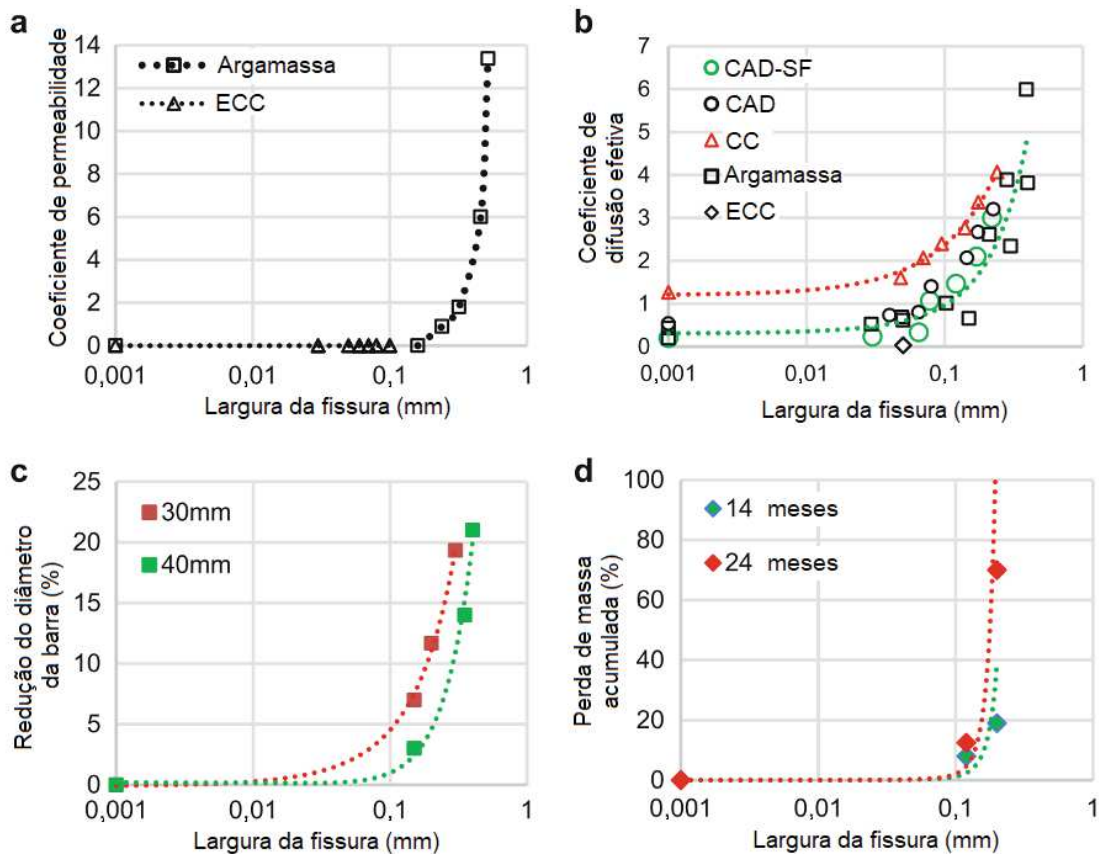 a
Coeficiente de permeabilidade
14
12
10
8
6
4
2
0
Argamassa
ECC
0,001
0,01
0,1
1
Largura da fissura (mm)
b
Coeficiente de
difusão efetiva
7
6
5
4
3
2
1
0
CAD-SF
CAD
CC
Argamassa
ECC
0,001
0,01
0,1
1
Largura da fissura (mm)
c
Redução do diâmetro
da barra (%)
25
20
15
10
5
0
30mm
40mm
0,001
0,01
0,1
1
Largura da fissura (mm)
d
Perda de massa
acumulada (%)
100
80
60
40
20
0
14 meses
24 meses
0,001
0,01
0,1
1
Largura da fissura (mm)